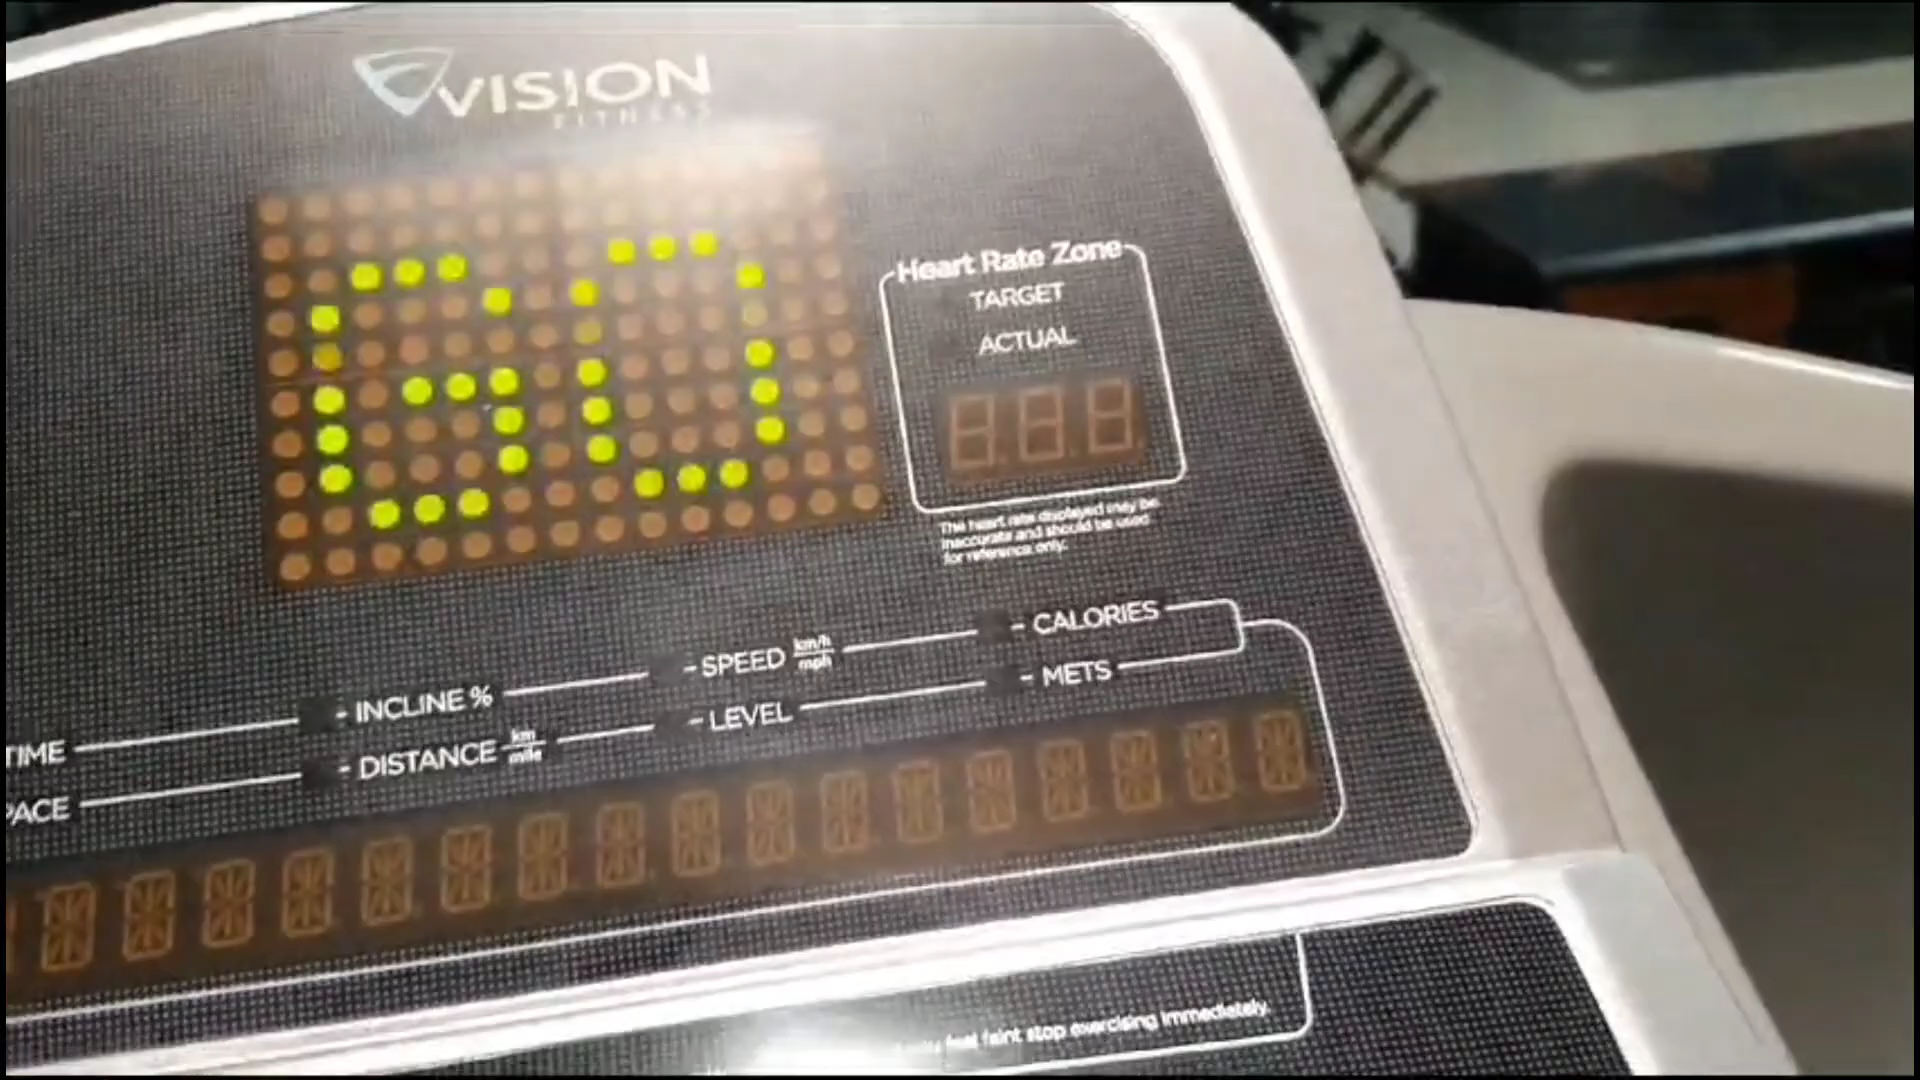 VISION
FITNESS
GO
Heart Rate Zone
TARGET
ACTUAL
The heart rate displayed may be
inaccurate and should be used
for reference only.
TIME - INCLINE % - SPEED km/h mph - CALORIES
PACE - DISTANCE km mile - LEVEL - METS
feel faint stop exercising immediately.